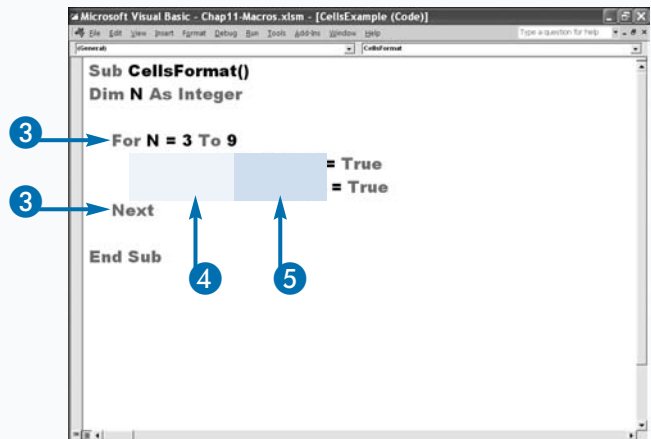 Microsoft Visual Basic - Chap11-Macros.xlsm - [CellsExample (Code)]
File Edit View Insert Format Debug Run Tools Add-Ins Window Help Type a question for help
(General) CellsFormat
Sub CellsFormat()
Dim N As Integer
3 For N = 3 To 9
= True
= True
3 Next
End Sub
4 5